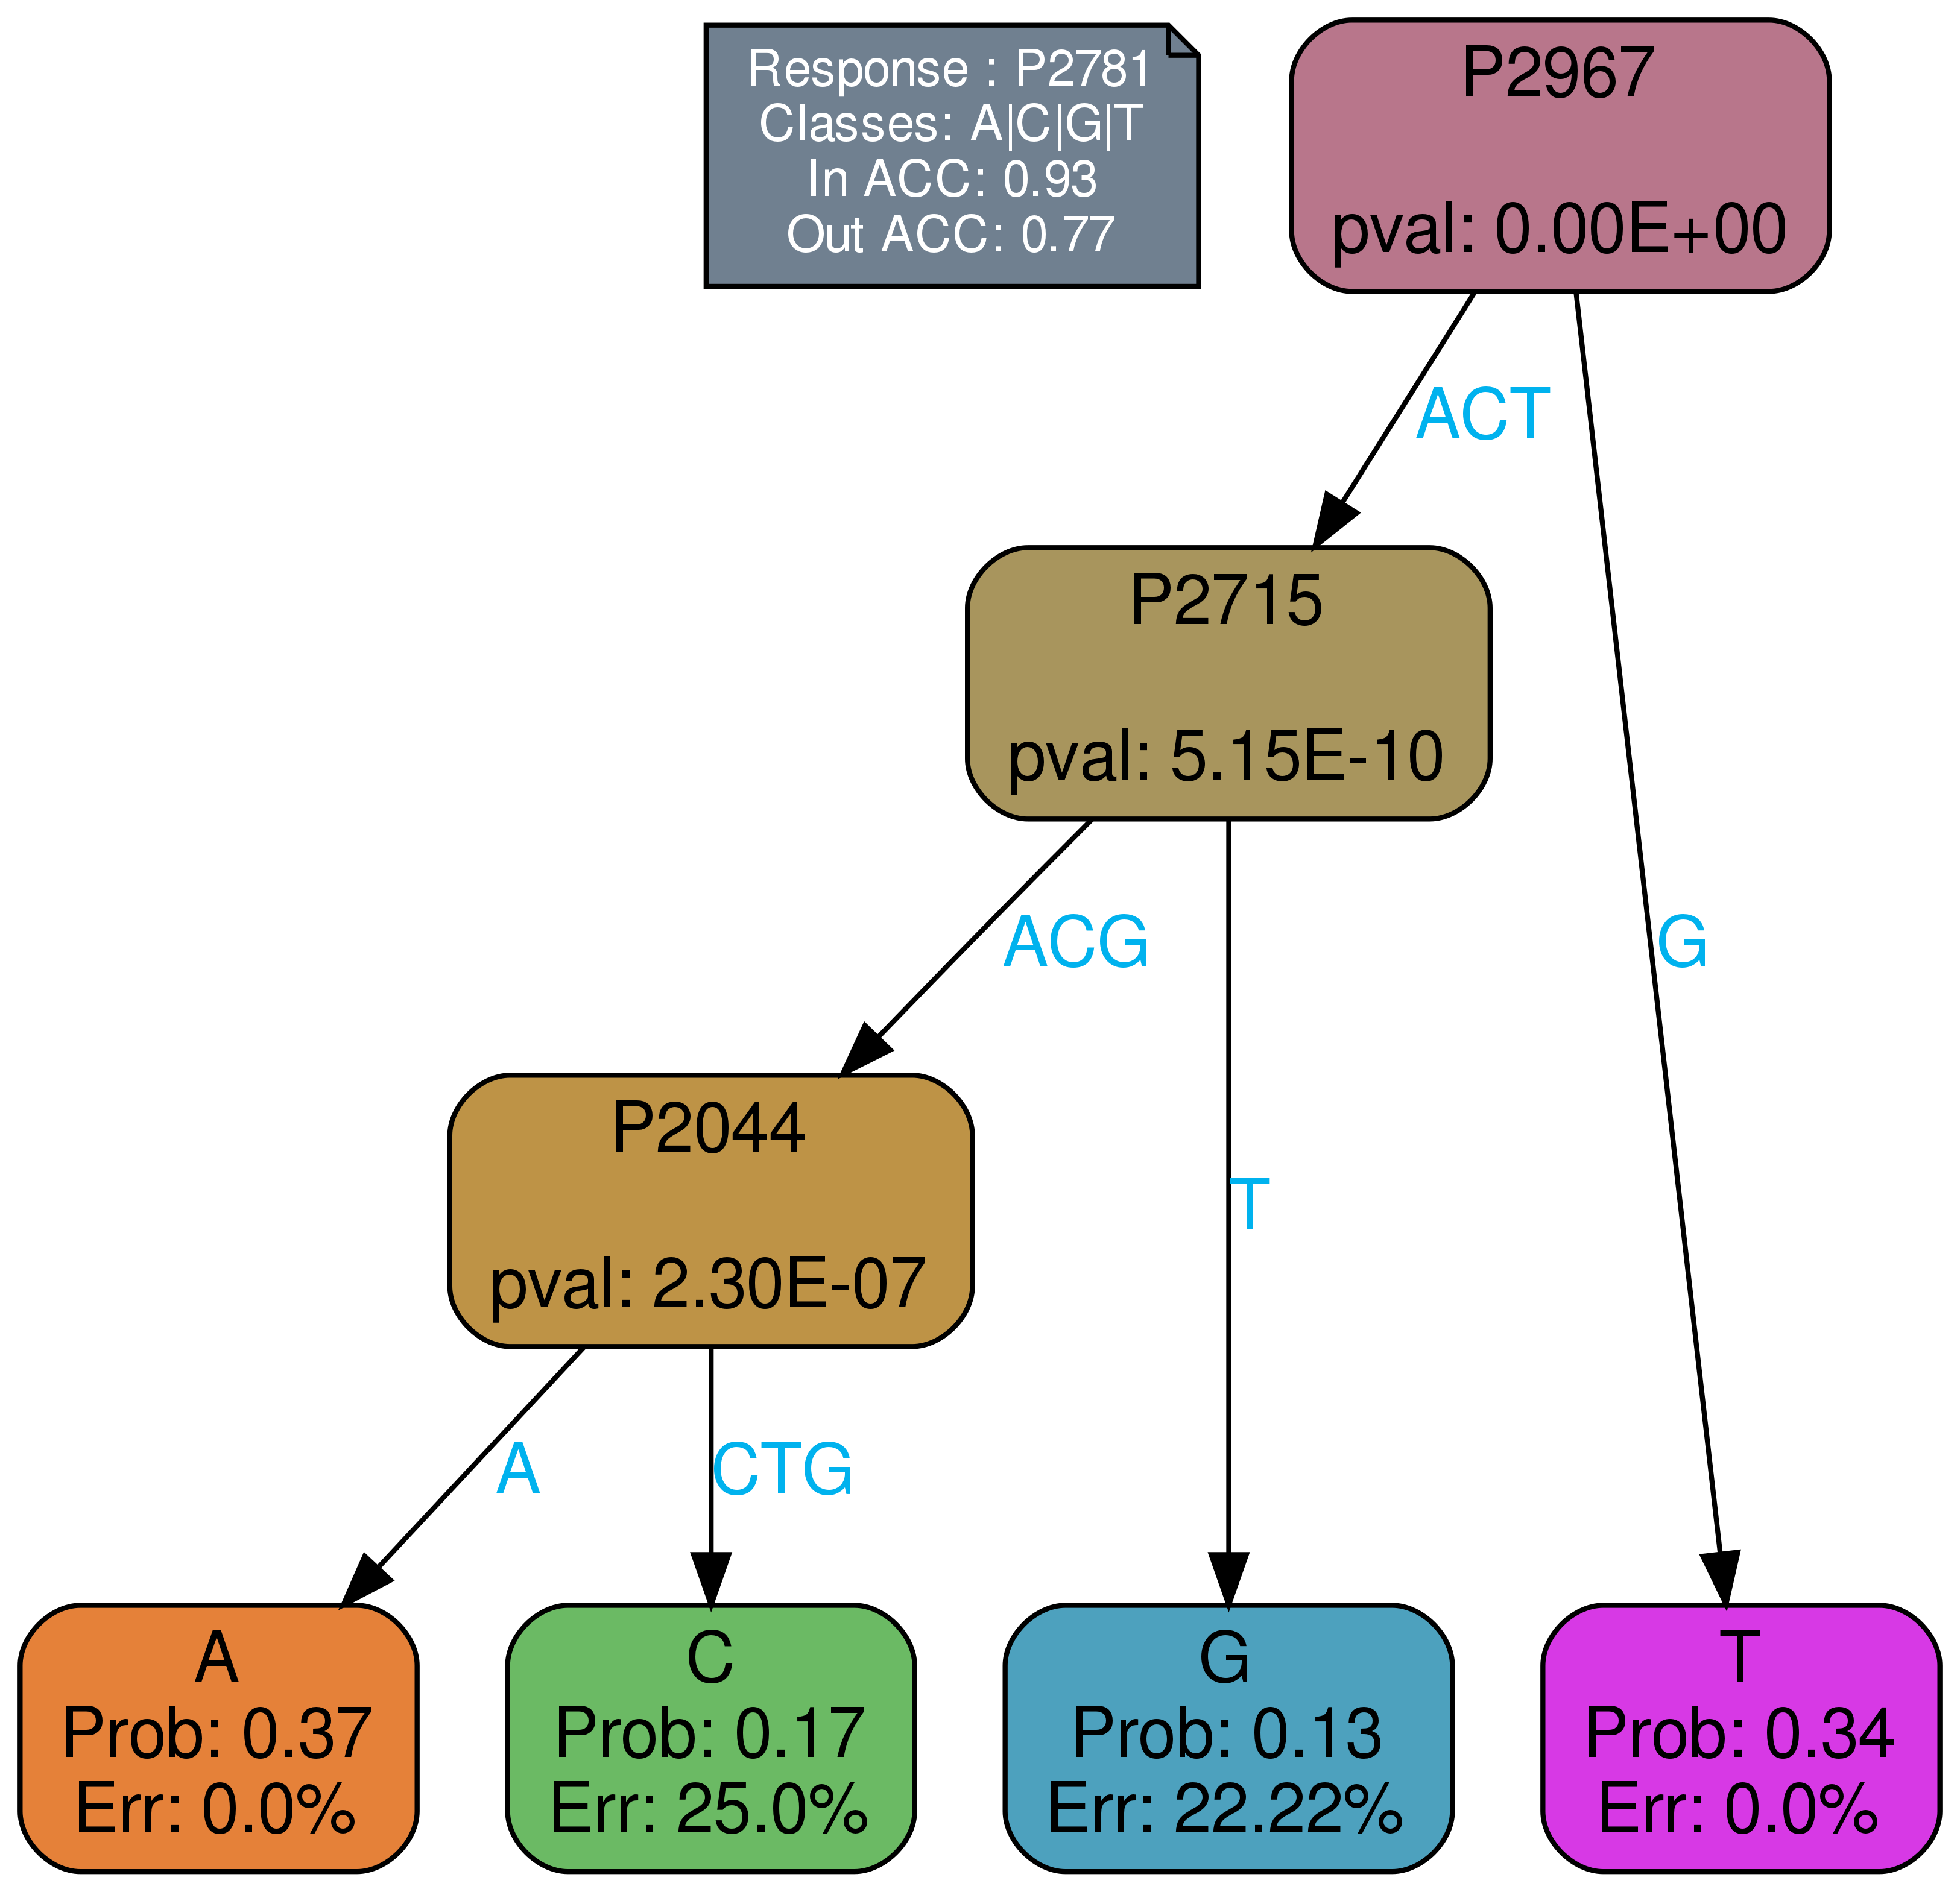 Response : P2781
Classes: A|C|G|T
In ACC: 0.93
Out ACC: 0.77
P2967
pval: 0.00E+00
ACT
P2715
pval: 5.15E-10
ACG
G
P2044
pval: 2.30E-07
T
A
CTG
A
Prob: 0.37
Err: 0.0%
C
Prob: 0.17
Err: 25.0%
G
Prob: 0.13
Err: 22.22%
T
Prob: 0.34
Err: 0.0%